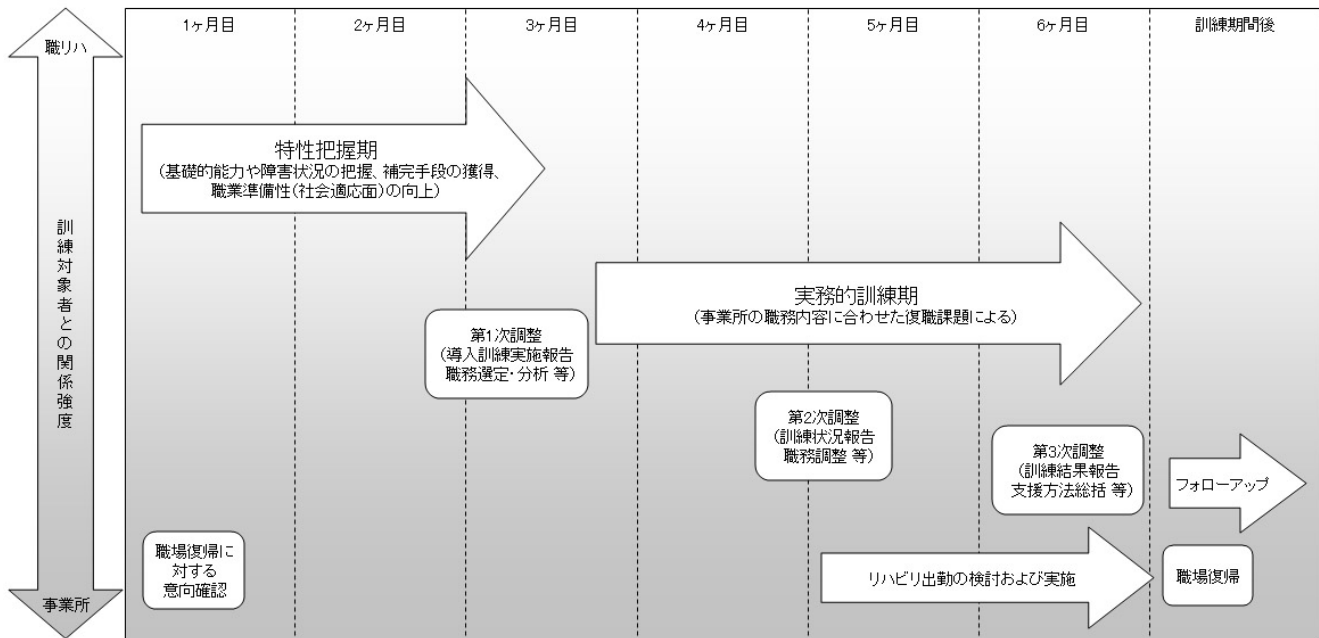 1ヶ月目
2ヶ月目
3ヶ月目
4ヶ月目
5ヶ月目
6ヶ月目
訓練期間後
職リハ
訓練対象者との関係強度
事業所
特性把握期
(基礎的能力や障害状況の把握、補完手段の獲得、
職業準備性(社会適応面)の向上)
実務的訓練期
(事業所の職務内容に合わせた復職課題による)
第1次調整
(導入訓練実施報告
職務選定・分析 等)
第2次調整
(訓練状況報告
職務調整 等)
第3次調整
(訓練結果報告
支援方法総括 等)
フォローアップ
職場復帰に
対する
意向確認
リハビリ出勤の検討および実施
職場復帰